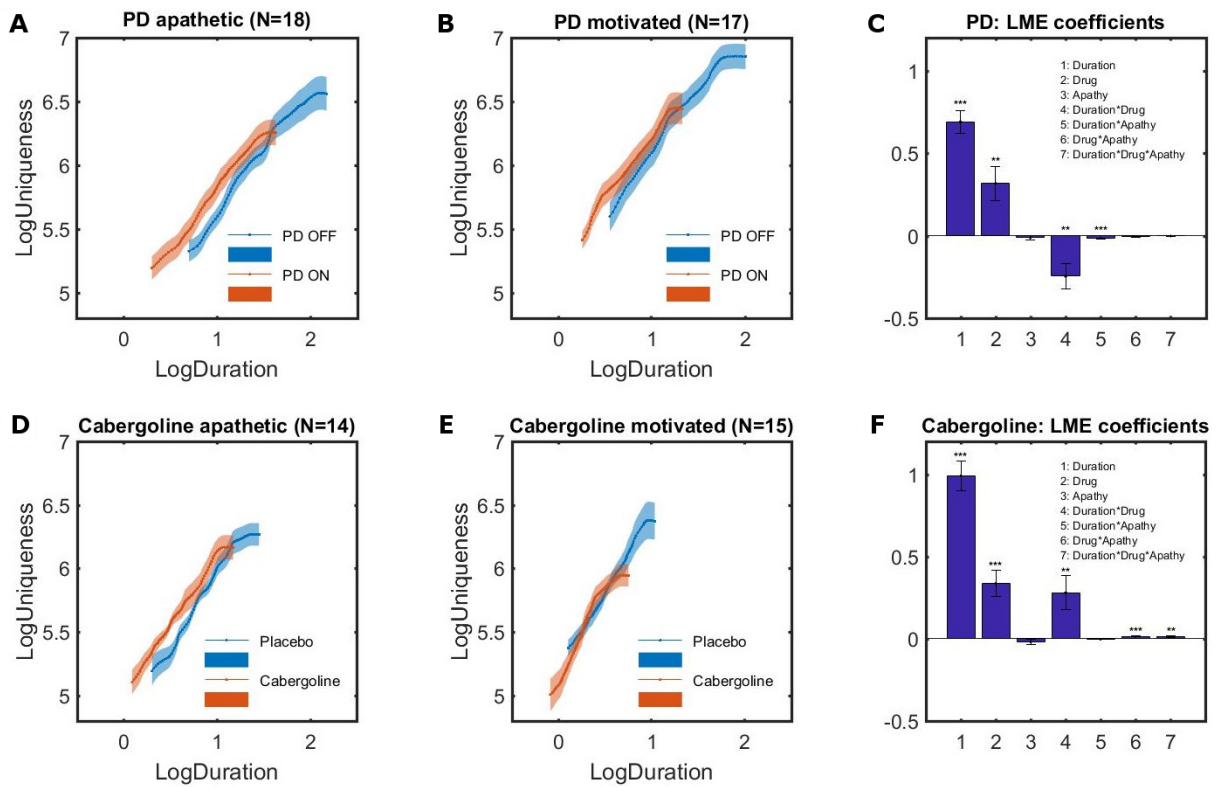 A
PD apathetic (N=18)
7
6.5
6
5.5
5
LogUniqueness
0
1
2
LogDuration
PD OFF
PD ON
B
PD motivated (N=17)
7
6.5
6
5.5
5
LogUniqueness
0
1
2
LogDuration
PD OFF
PD ON
C
PD: LME coefficients
1
0.5
0
-0.5
1: Duration
2: Drug
3: Apathy
4: Duration*Drug
5: Duration*Apathy
6: Drug*Apathy
7: Duration*Drug*Apathy
***
**
**
***
1 2 3 4 5 6 7
D
Cabergoline apathetic (N=14)
7
6.5
6
5.5
5
LogUniqueness
0
1
2
LogDuration
Placebo
Cabergoline
E
Cabergoline motivated (N=15)
7
6.5
6
5.5
5
LogUniqueness
0
1
2
LogDuration
Placebo
Cabergoline
F
Cabergoline: LME coefficients
1
0.5
0
-0.5
1: Duration
2: Drug
3: Apathy
4: Duration*Drug
5: Duration*Apathy
6: Drug*Apathy
7: Duration*Drug*Apathy
***
***
**
***
**
1 2 3 4 5 6 7